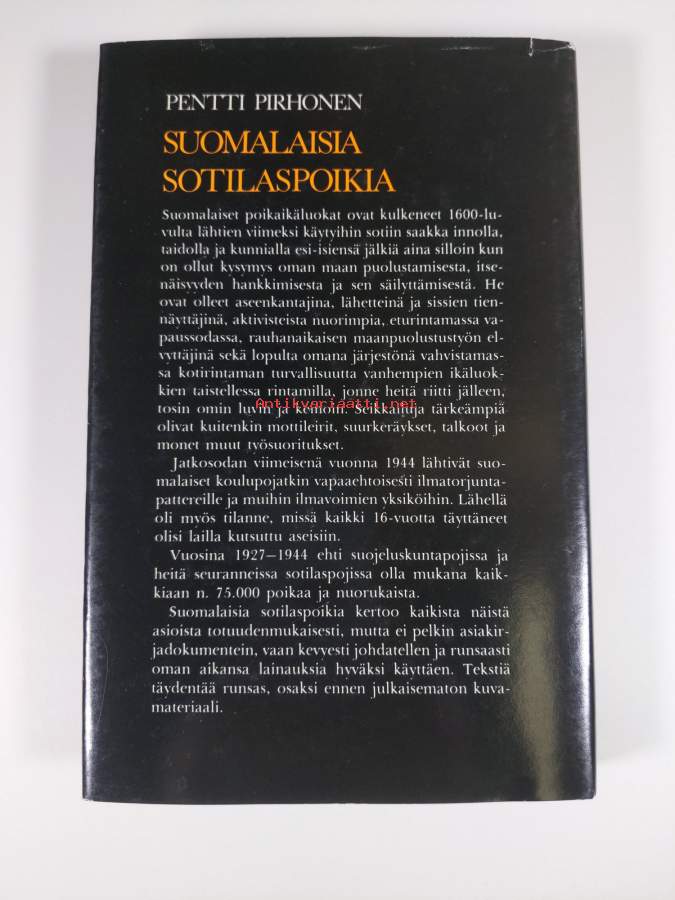 PENTTI PIRHONEN
SUOMALAISIA
SOTILASPOIKIA
Suomalaiset poikaikäluokat ovat kulkeneet 1600-lu-
vulta lähtien viimeksi käytyihin sotiin saakka innolla,
taidolla ja kunnialla esi-isiensä jälkiä aina silloin kun
on ollut kysymys oman maan puolustamisesta, itse-
näisyyden hankkimisesta ja sen säilyttämisestä. He
ovat olleet aseenkantajina, lähetteinä ja sissien tien-
näyttäjinä, aktivisteista nuorimpia, eturintamassa va-
paussodassa, rauhanaikaisen maanpuolustustyön el-
vyttäjinä sekä lopulta omana järjestönä vahvistamas-
sa kotirintaman turvallisuutta vanhempien ikäluok-
kien taistellessa rintamilla, jonne heitä riitti jälleen,
tosin omin luvin ja keinoin. Seikkailuja tärkeämpiä
Antikvariaatti.net
olivat kuitenkin mottileirit, suurkeräykset, talkoot ja
monet muut työsuoritukset.
Jatkosodan viimeisenä vuonna 1944 lähtivät suo-
malaiset koulupojatkin vapaaehtoisesti ilmatorjunta-
pattereille ja muihin ilmavoimien yksiköihin. Lähellä
oli myös tilanne, missä kaikki 16-vuotta täyttäneet
olisi lailla kutsuttu aseisiin.
Vuosina 1927–1944 ehti suojeluskuntapojissa ja
heitä seuranneissa sotilaspojissa olla mukana kaik-
kiaan n. 75.000 poikaa ja nuorukaista.
Suomalaisia sotilaspoikia kertoo kaikista näistä
asioista totuudenmukaisesti, mutta ei pelkin asiakir-
jadokumentein, vaan kevyesti johdatellen ja runsaasti
oman aikansa lainauksia hyväksi käyttäen. Tekstiä
täydentää runsas, osaksi ennen julkaisematon kuva-
materiaali.